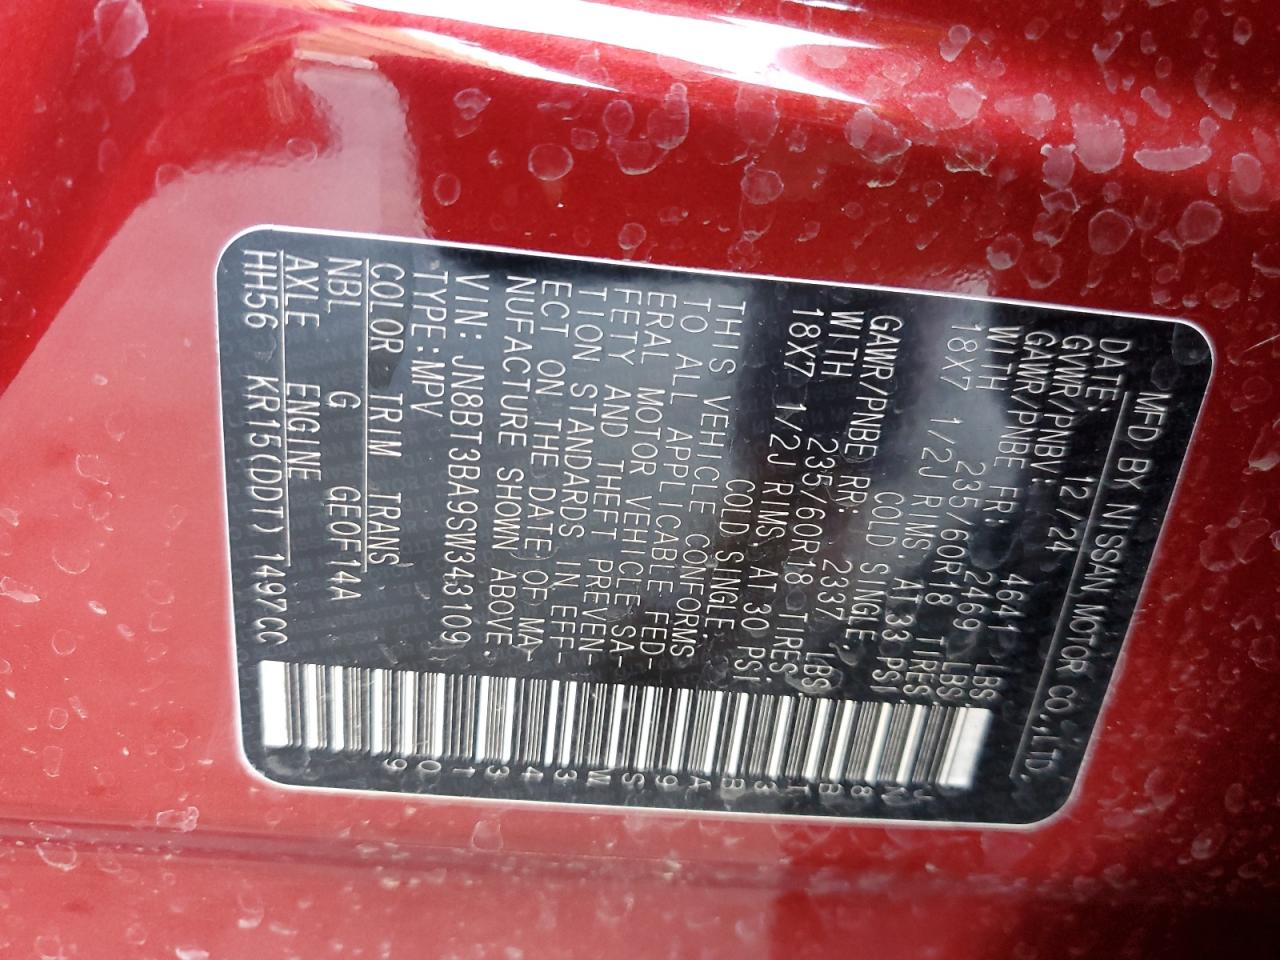 MFD BY NISSAN MOTOR CO.,LTD.
DATE: 12/24
GVWR/PNBV: 4641 LBS.
GAWR/PNBE FR: 2469 LBS.
WITH 235/60R18 TIRES,
18X7 1/2J RIMS, AT 33 PSI
COLD SINGLE,
GAWR/PNBE RR: 2337 LBS.
WITH 235/60R18 TIRES,
18X7 1/2J RIMS AT 30 PSI
COLD SINGLE.
THIS VEHICLE CONFORMS
TO ALL APPLICABLE FED-
ERAL MOTOR VEHICLE SA-
FETY AND THEFT PREVEN-
TION STANDARDS IN EFF-
ECT ON THE DATE OF MA-
NUFACTURE SHOWN ABOVE.
VIN: JN8BT3BA9SW343109
TYPE:MPV
COLOR TRIM TRANS
NBL G GEOF14A
AXLE ENGINE
HH56 KR15(DDT) 1497CC
JN8BT3BA9SW343109